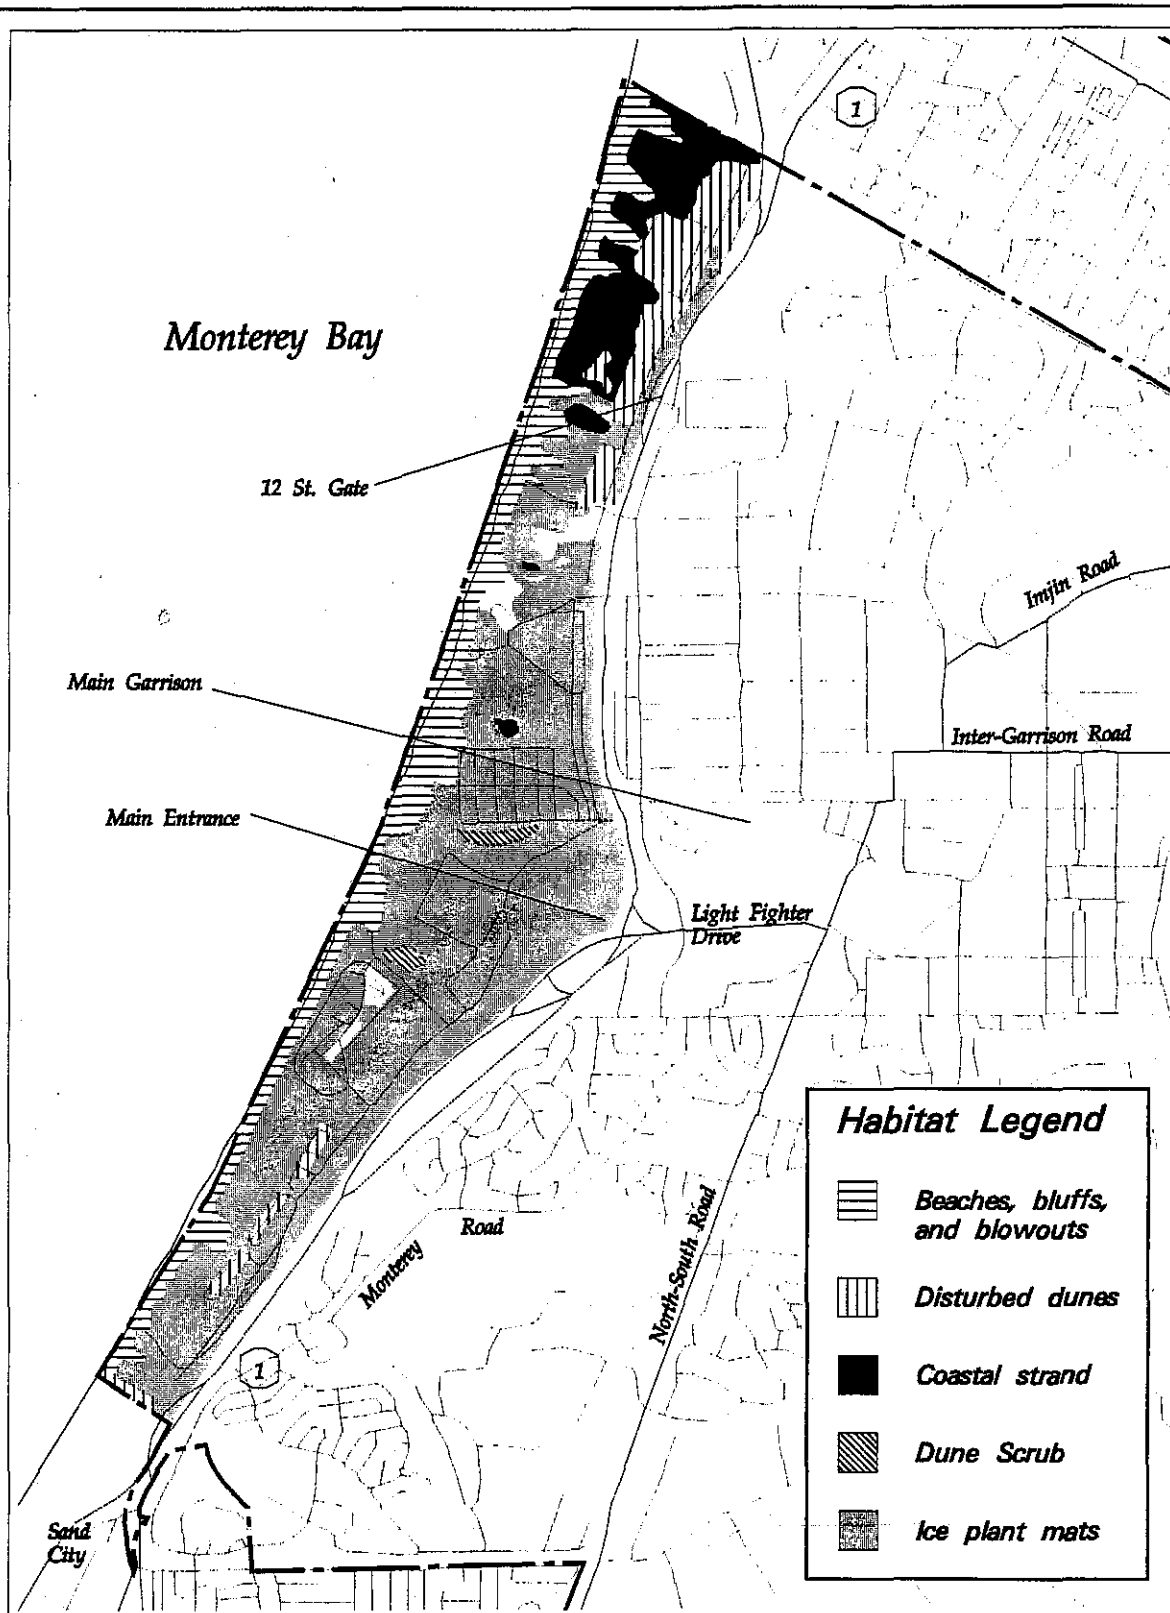 1
Monterey Bay
12 St. Gate
Imjin Road
Main Garrison
Inter-Garrison Road
Main Entrance
Light Fighter
Drive
Habitat Legend
Beaches, bluffs,
and blowouts
Disturbed dunes
Coastal strand
Dune Scrub
Ice plant mats
Road
Monterey
North-South Road
1
Sand
City